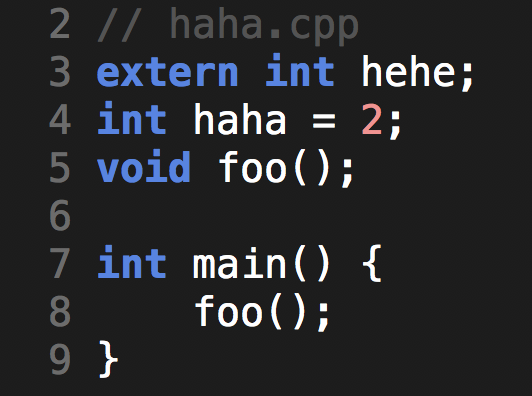 2 // haha.cpp
3 extern int hehe;
4 int haha = 2;
5 void foo();
6
7 int main() {
8     foo();
9 }